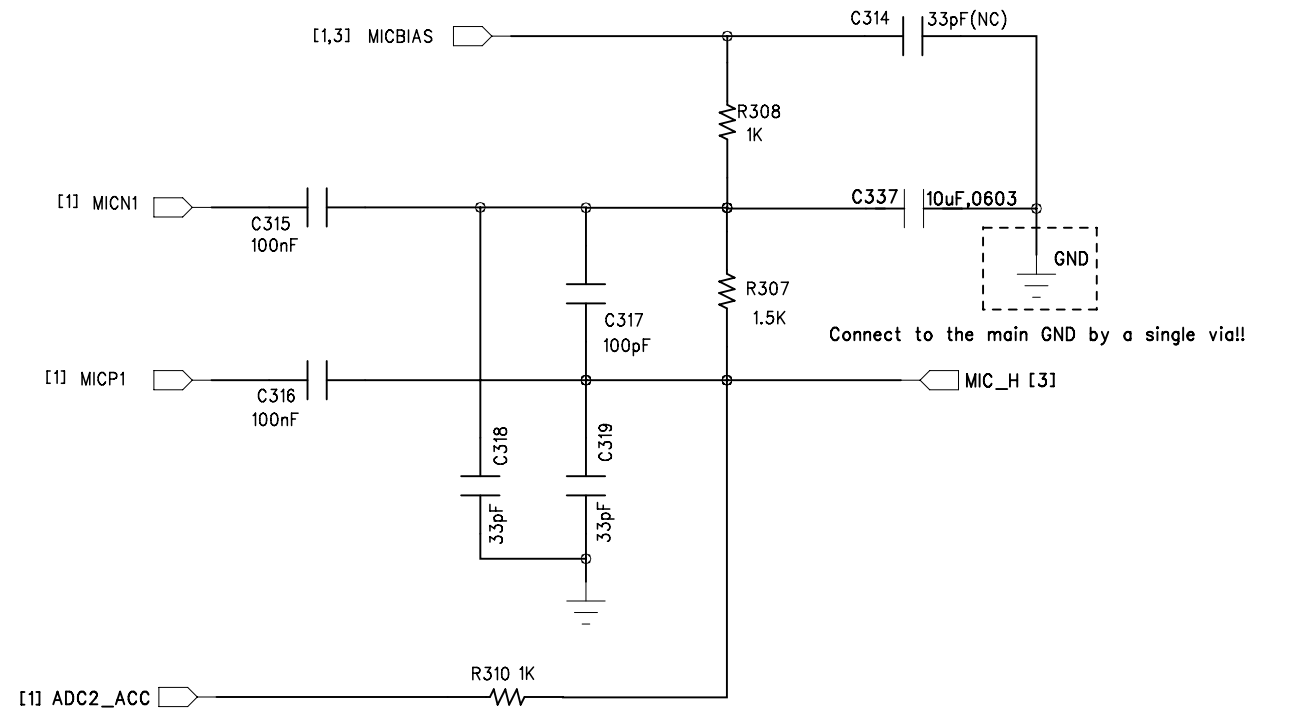 [1,3] MICBIAS
C314 33pF(NC)
R308
1K
[1] MICN1
C315
100nF
C337 10uF,0603
GND
R307
1.5K
C317
100pF
Connect to the main GND by a single via!!
[1] MICP1
C316
100nF
MIC_H [3]
C318
33pF
C319
33pF
R310 1K
[1] ADC2_ACC